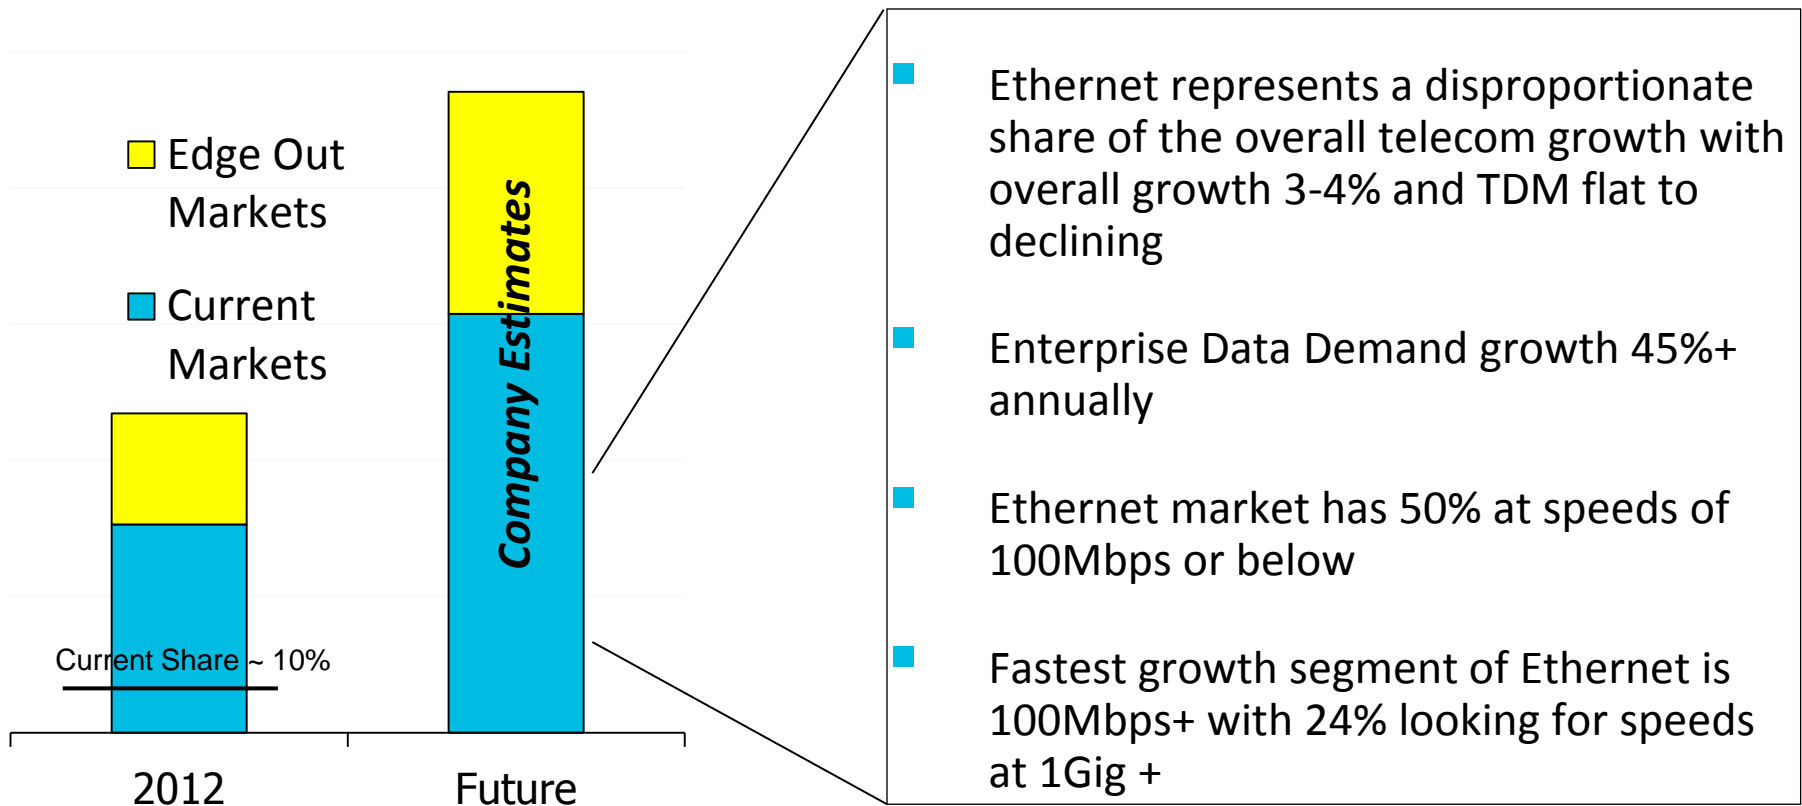 Edge Out
Markets
Current
Markets
Company Estimates
Current Share ~ 10%
2012
Future
Ethernet represents a disproportionate
share of the overall telecom growth with
overall growth 3-4% and TDM flat to
declining
Enterprise Data Demand growth 45%+
annually
Ethernet market has 50% at speeds of
100Mbps or below
Fastest growth segment of Ethernet is
100Mbps+ with 24% looking for speeds
at 1Gig +